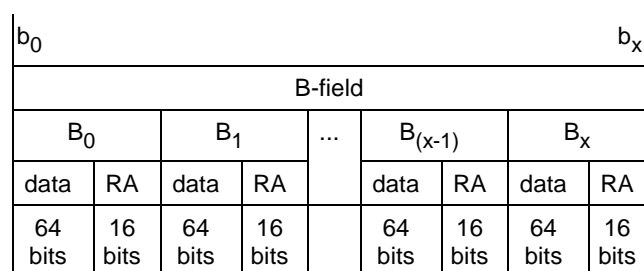 b0 bx
B-field
B0 B1 ... B(x-1) Bx
data RA data RA data RA data RA
64 16 64 16 64 16 64 16
bits bits bits bits bits bits bits bits